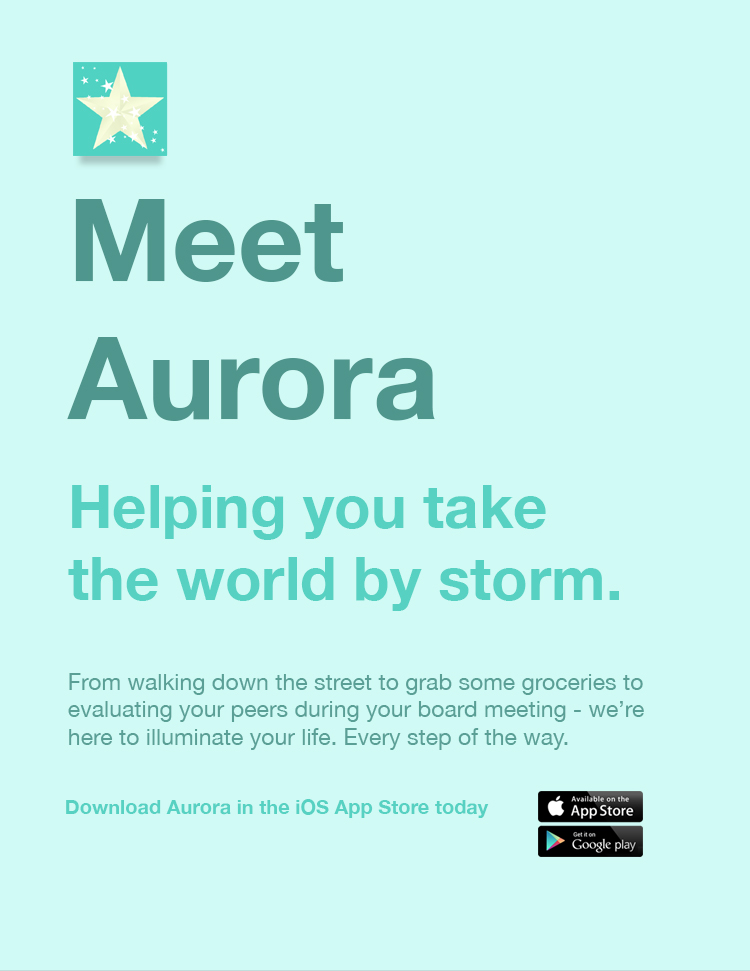 Meet
Aurora
Helping you take
the world by storm.
From walking down the street to grab some groceries to
evaluating your peers during your board meeting - we’re
here to illuminate your life. Every step of the way.
Download Aurora in the iOS App Store today
Available on the
App Store
Get it on
Google play